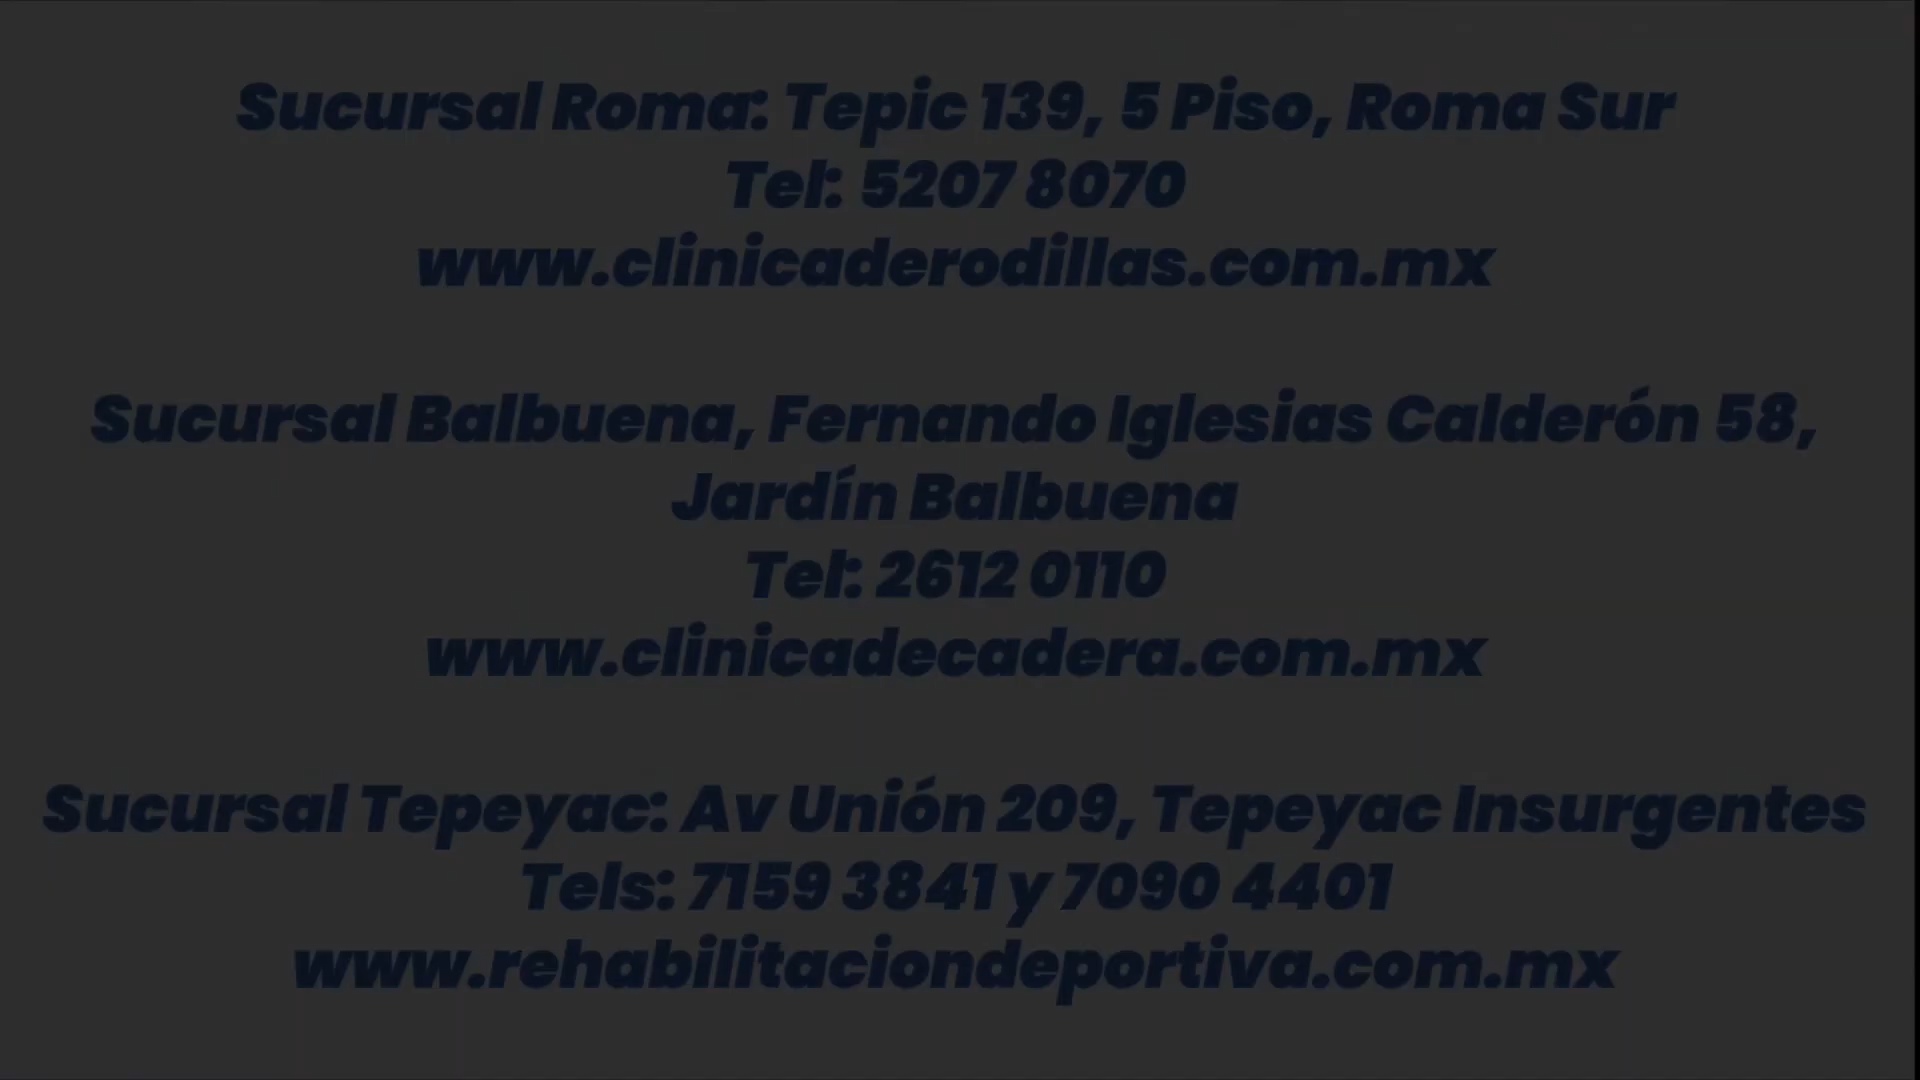 Sucursal Roma: Tepic 139, 5 Piso, Roma Sur
Tel: 5207 8070
www.clinicaderodillas.com.mx
Sucursal Balbuena, Fernando Iglesias Calderón 58,
Jardín Balbuena
Tel: 2612 0110
www.clinicadecadera.com.mx
Sucursal Tepeyac: Av Unión 209, Tepeyac Insurgentes
Tels: 7159 3841 y 7090 4401
www.rehabilitaciondeportiva.com.mx